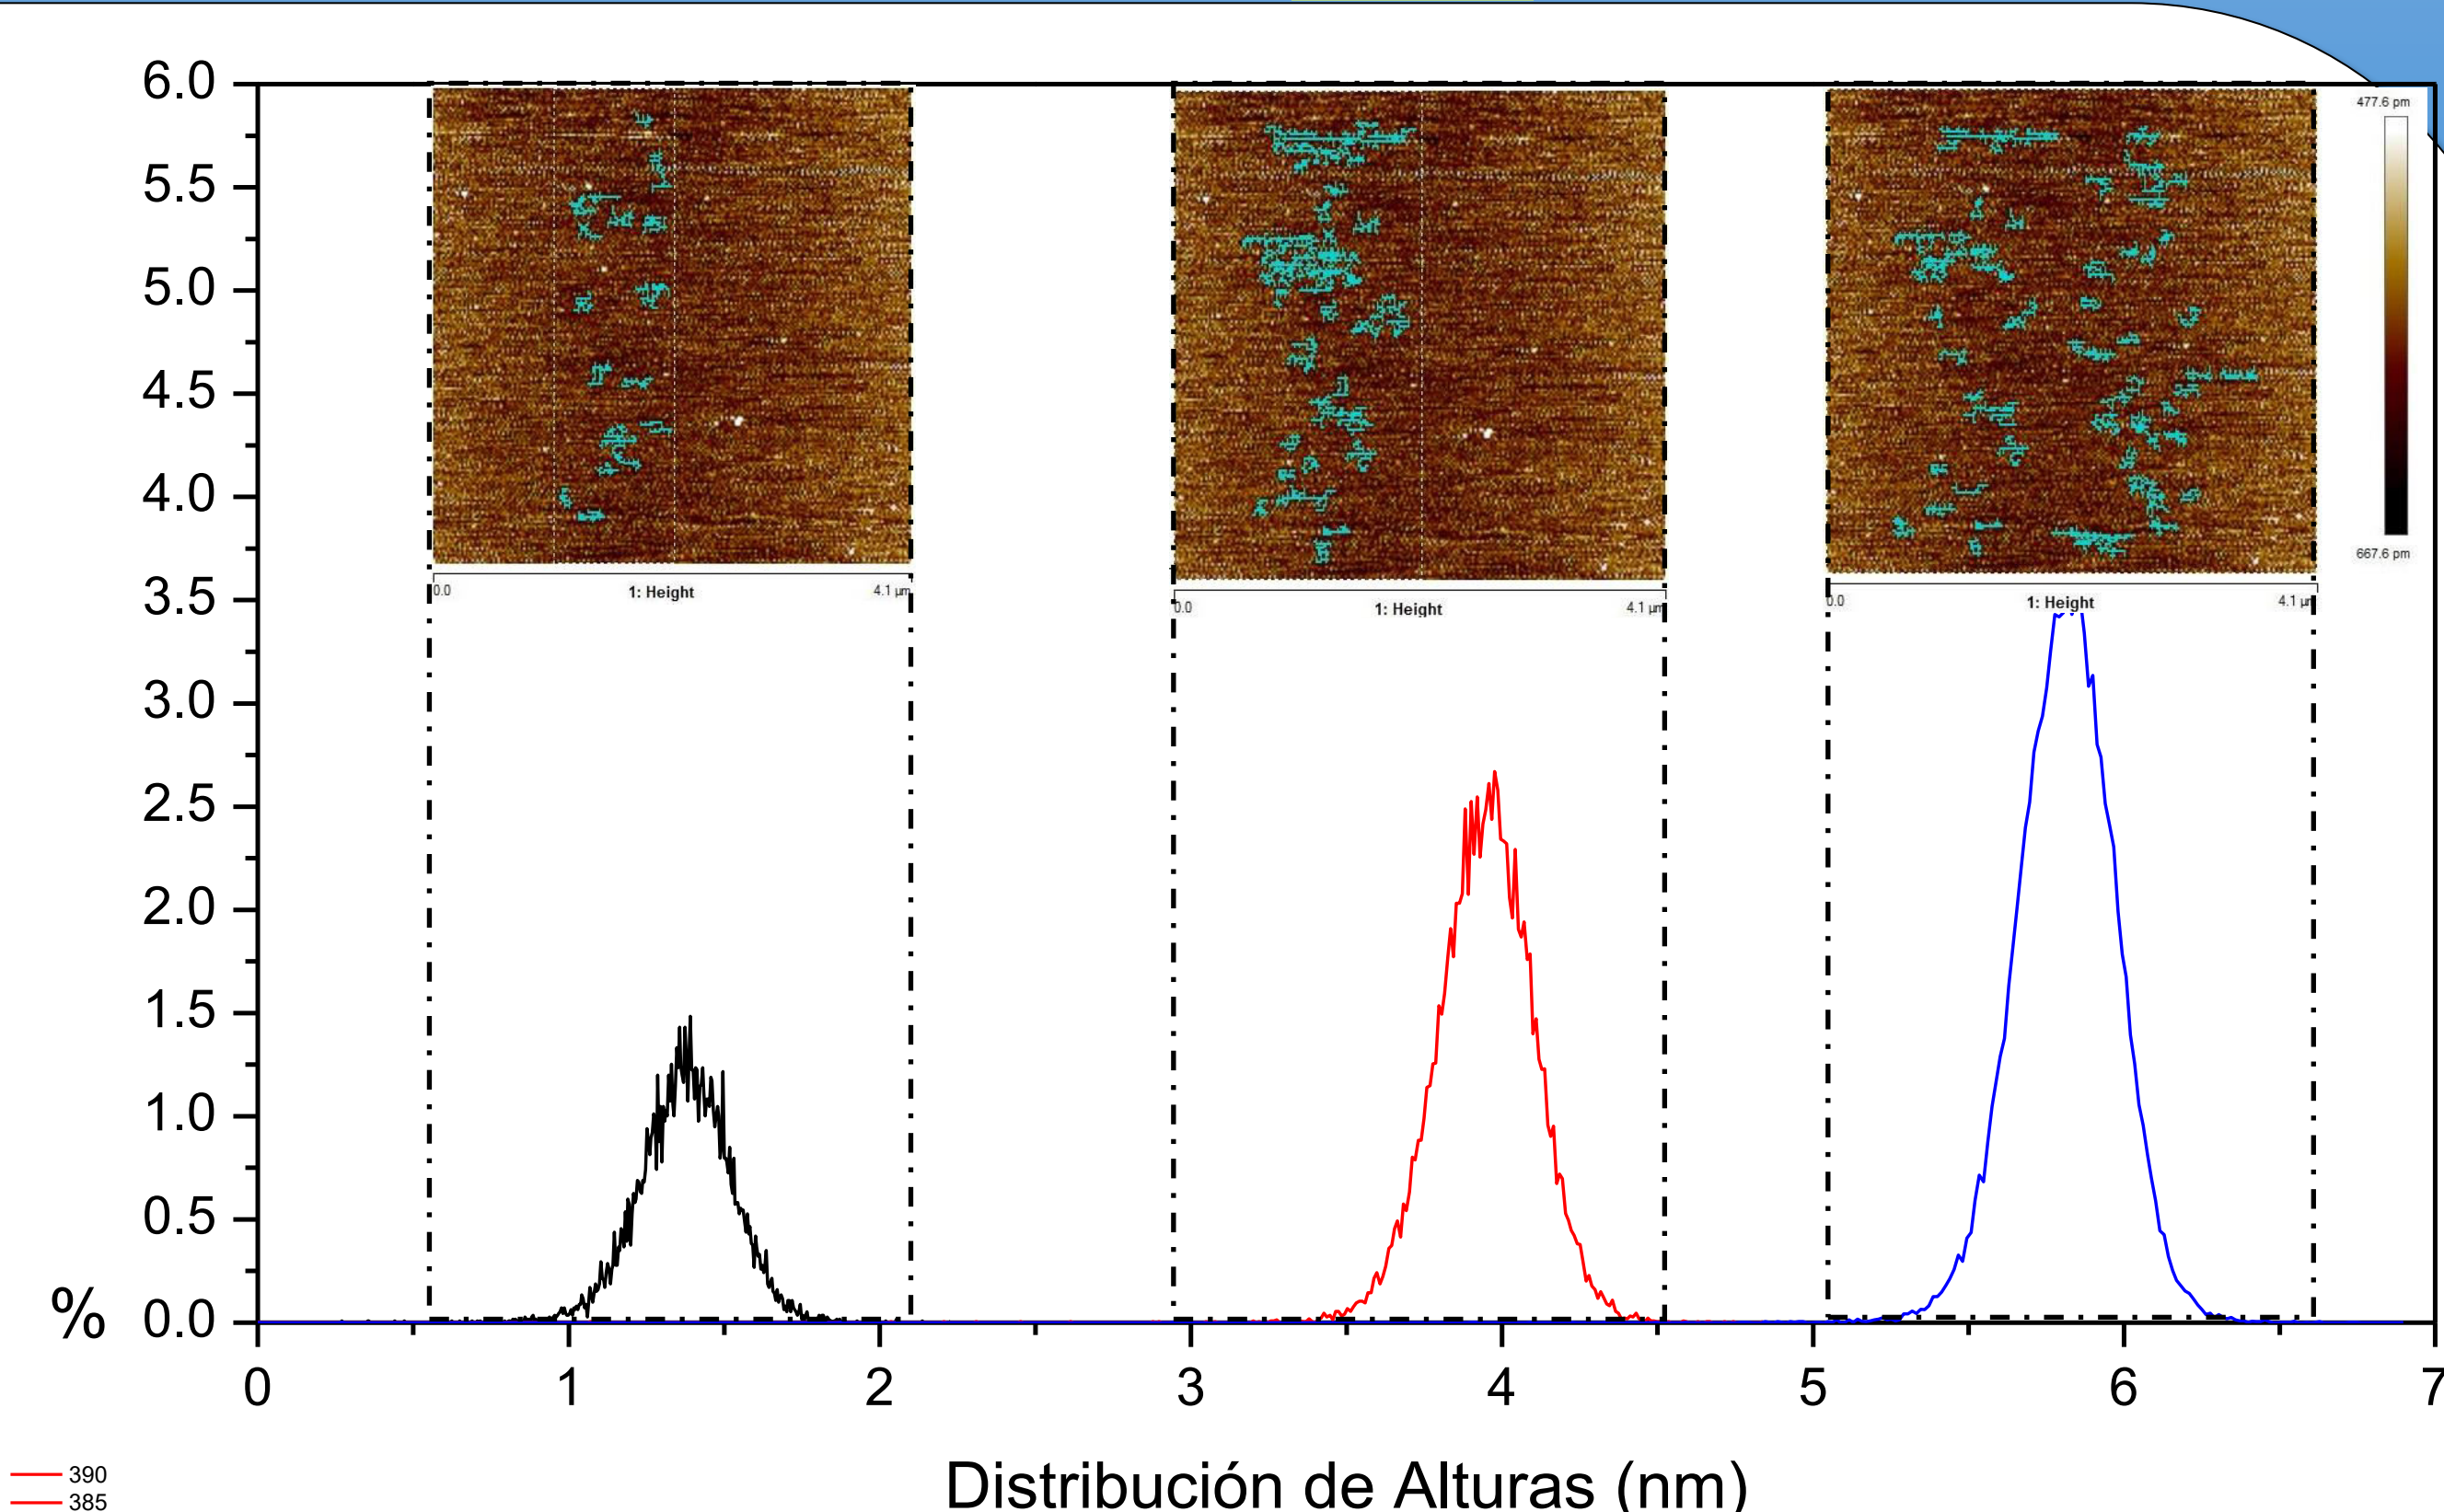 6.0
5.5
5.0
4.5
4.0
3.5
3.0
2.5
2.0
1.5
1.0
0.5
0.0
%
477.6 pm
667.6 pm
0.0 1: Height 4.1 µm
0.0 1: Height 4.1 µm
0.0 1: Height 4.1 µm
0 1 2 3 4 5 6 7
Distribución de Alturas (nm)
390
385